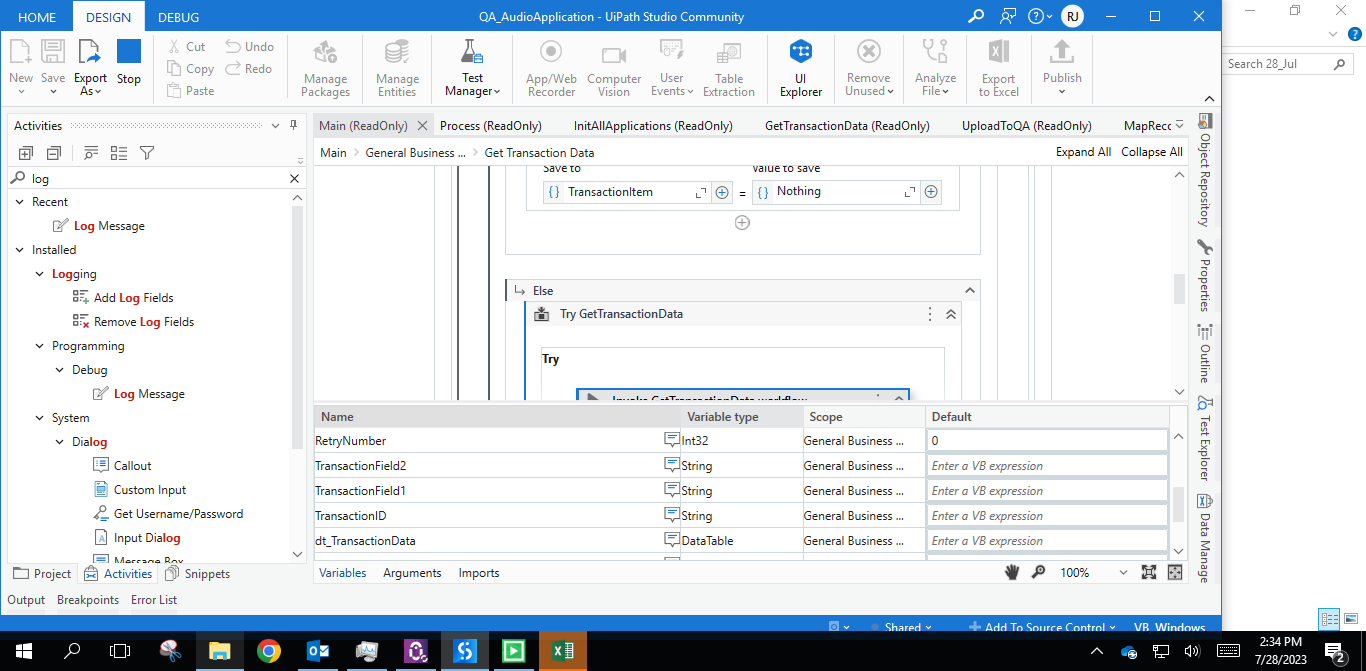 HOME DESIGN DEBUG QA_AudioApplication - UiPath Studio Community RJ
New Save Export As Stop
Cut Copy Paste Undo Redo
Manage Packages
Manage Entities
Test Manager
App/Web Recorder
Computer Vision
User Events
Table Extraction
UI Explorer
Remove Unused
Analyze File
Export to Excel
Publish
Search 28_Jul
Activities
log
Recent
Log Message
Installed
Logging
Add Log Fields
Remove Log Fields
Programming
Debug
Log Message
System
Dialog
Callout
Custom Input
Get Username/Password
Input Dialog
Message Box
Project Activities Snippets
Output Breakpoints Error List
Main (ReadOnly) Process (ReadOnly) InitAllApplications (ReadOnly) GetTransactionData (ReadOnly) UploadToQA (ReadOnly) MapRecc
Main > General Business ... > Get Transaction Data Expand All Collapse All
Save to Value to save
TransactionItem = Nothing
Else
Try GetTransactionData
Try
Invoke GetTransactionData workflow
Name Variable type Scope Default
RetryNumber Int32 General Business ... 0
TransactionField2 String General Business ... Enter a VB expression
TransactionField1 String General Business ... Enter a VB expression
TransactionID String General Business ... Enter a VB expression
dt_TransactionData DataTable General Business ... Enter a VB expression
Variables Arguments Imports 100%
Object Repository
Properties
Outline
Test Explorer
Data Manage
Shared Add To Source Control VB Windows
2:34 PM
7/28/2023
2